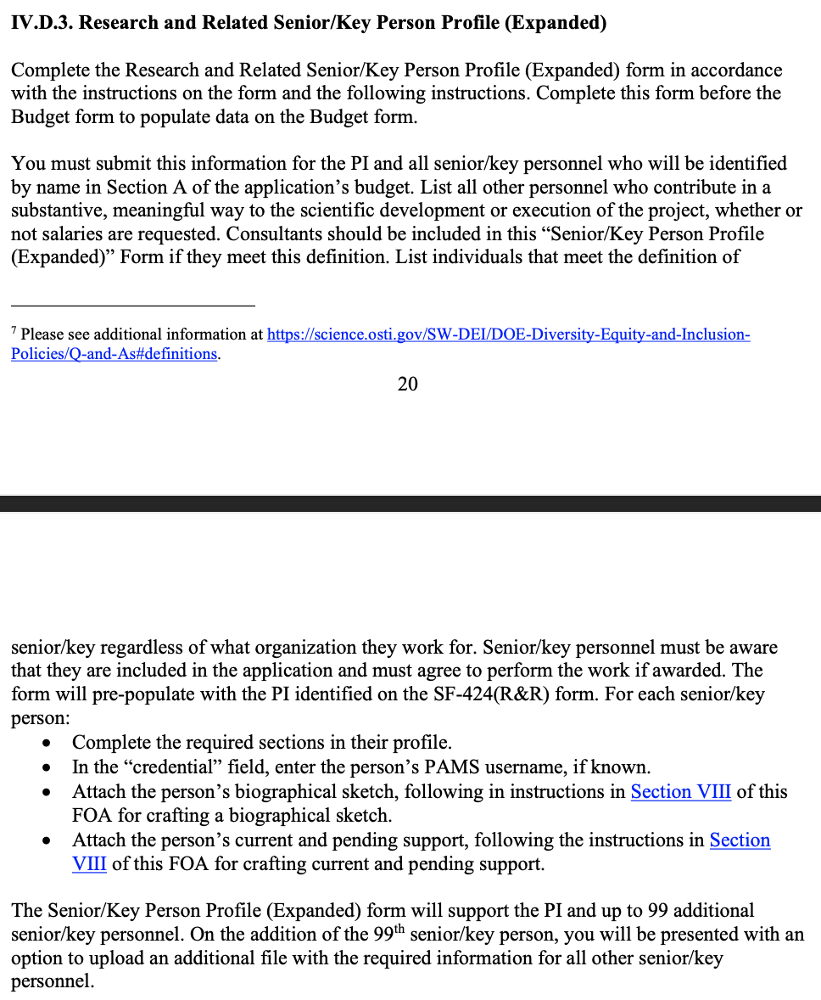 IV.D.3. Research and Related Senior/Key Person Profile (Expanded)
Complete the Research and Related Senior/Key Person Profile (Expanded) form in accordance
with the instructions on the form and the following instructions. Complete this form before the
Budget form to populate data on the Budget form.
You must submit this information for the PI and all senior/key personnel who will be identified
by name in Section A of the application’s budget. List all other personnel who contribute in a
substantive, meaningful way to the scientific development or execution of the project, whether or
not salaries are requested. Consultants should be included in this “Senior/Key Person Profile
(Expanded)” Form if they meet this definition. List individuals that meet the definition of
7 Please see additional information at https://science.osti.gov/SW-DEI/DOE-Diversity-Equity-and-Inclusion-
Policies/Q-and-As#definitions.
20
senior/key regardless of what organization they work for. Senior/key personnel must be aware
that they are included in the application and must agree to perform the work if awarded. The
form will pre-populate with the PI identified on the SF-424(R&R) form. For each senior/key
person:
• Complete the required sections in their profile.
• In the “credential” field, enter the person’s PAMS username, if known.
• Attach the person’s biographical sketch, following in instructions in Section VIII of this
FOA for crafting a biographical sketch.
• Attach the person’s current and pending support, following the instructions in Section
VIII of this FOA for crafting current and pending support.
The Senior/Key Person Profile (Expanded) form will support the PI and up to 99 additional
senior/key personnel. On the addition of the 99th senior/key person, you will be presented with an
option to upload an additional file with the required information for all other senior/key
personnel.